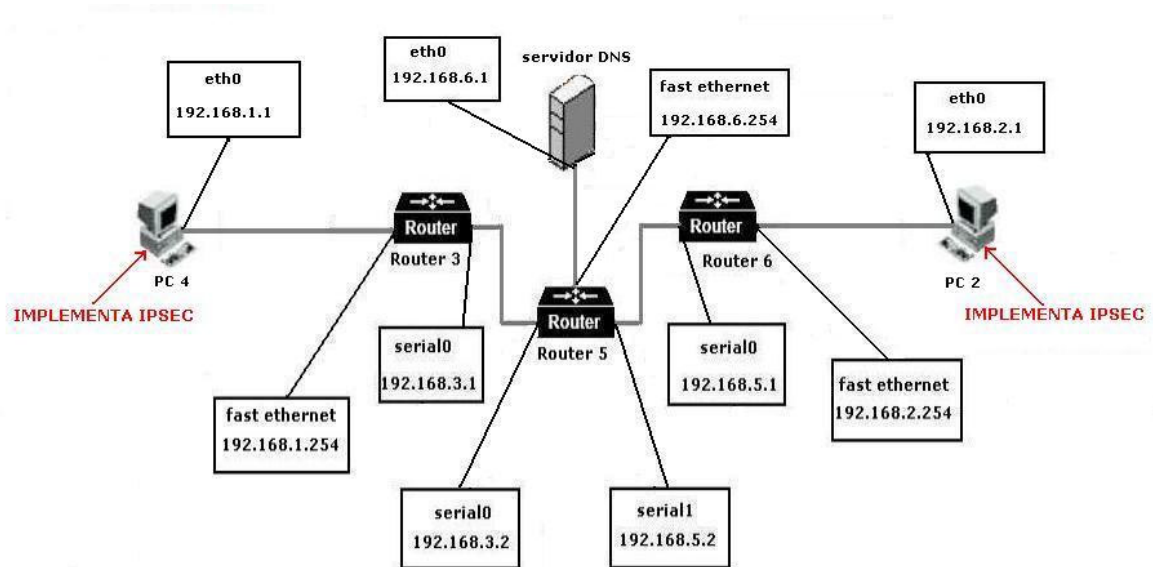 eth0
192.168.6.1
servidor DNS
eth0
192.168.1.1
fast ethernet
192.168.6.254
eth0
192.168.2.1
Router
Router 3
Router
Router 6
PC 4
IMPLEMENTA IPSEC
PC 2
IMPLEMENTA IPSEC
Router
Router 5
serial0
192.168.3.1
serial0
192.168.5.1
fast ethernet
192.168.1.254
fast ethernet
192.168.2.254
serial0
192.168.3.2
serial1
192.168.5.2